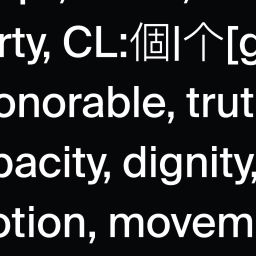 rty, CL:個|个[g
onorable, trut
pacity, dignity,
otion, movem